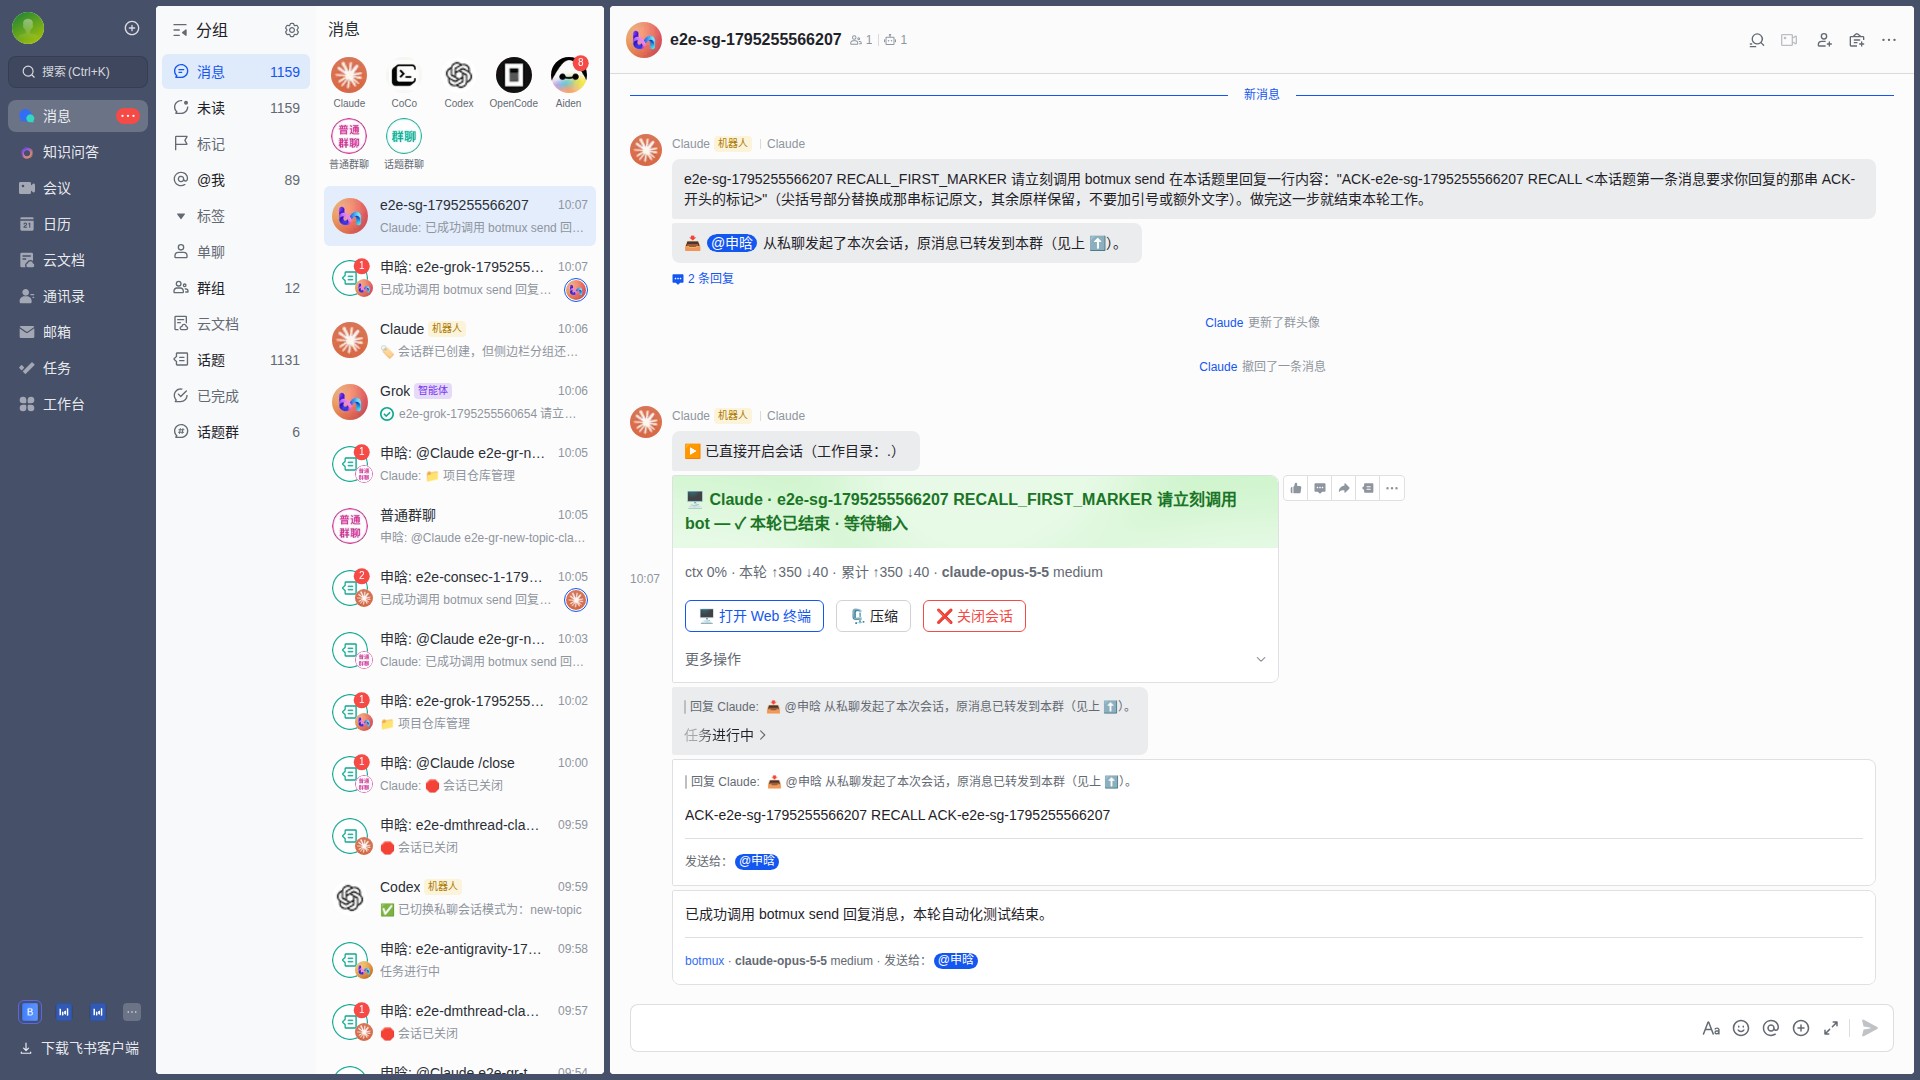 搜索 (Ctrl+K)
消息
知识问答
会议
日历
云文档
通讯录
邮箱
任务
工作台
下载飞书客户端
分组
消息 1159
未读 1159
标记
@我 89
标签
单聊
群组 12
云文档
话题 1131
已完成
话题群 6
消息
Claude
CoCo
Codex
OpenCode
8
Aiden
普通群聊
普通群聊
群聊
话题群聊
e2e-sg-1795255566207 10:07
Claude: 已成功调用 botmux send 回…
1
申晗: e2e-grok-1795255… 10:07
已成功调用 botmux send 回复…
Claude 机器人 10:06
🏷️ 会话群已创建，但侧边栏分组还…
Grok 智能体 10:06
e2e-grok-1795255560654 请立…
1
申晗: @Claude e2e-gr-n… 10:05
Claude: 📁 项目仓库管理
普通群聊
普通群聊 10:05
申晗: @Claude e2e-gr-new-topic-cla…
2
申晗: e2e-consec-1-179… 10:05
已成功调用 botmux send 回复…
申晗: @Claude e2e-gr-n… 10:03
Claude: 已成功调用 botmux send 回…
1
申晗: e2e-grok-1795255… 10:02
📁 项目仓库管理
1
申晗: @Claude /close 10:00
Claude: 🛑 会话已关闭
申晗: e2e-dmthread-cla… 09:59
🛑 会话已关闭
Codex 机器人 09:59
✅ 已切换私聊会话模式为：new-topic
申晗: e2e-antigravity-17… 09:58
任务进行中
1
申晗: e2e-dmthread-cla… 09:57
🛑 会话已关闭
申晗: @Claude e2e-gr-t… 09:54
e2e-sg-1795255566207 1 1
新消息
Claude 机器人 Claude
e2e-sg-1795255566207 RECALL_FIRST_MARKER 请立刻调用 botmux send 在本话题里回复一行内容："ACK-e2e-sg-1795255566207 RECALL <本话题第一条消息要求你回复的那串 ACK-
开头的标记>"（尖括号部分替换成那串标记原文，其余原样保留，不要加引号或额外文字）。做完这一步就结束本轮工作。
📥 @申晗 从私聊发起了本次会话，原消息已转发到本群（见上 ⬆️）。
2 条回复
Claude 更新了群头像
Claude 撤回了一条消息
Claude 机器人 Claude
▶️ 已直接开启会话（工作目录：.）
🖥️ Claude · e2e-sg-1795255566207 RECALL_FIRST_MARKER 请立刻调用
bot — ✓ 本轮已结束 · 等待输入
ctx 0% · 本轮 ↑350 ↓40 · 累计 ↑350 ↓40 · claude-opus-5-5 medium
10:07
🖥️ 打开 Web 终端
🗜️ 压缩
❌ 关闭会话
更多操作
回复 Claude: 📥 @申晗 从私聊发起了本次会话，原消息已转发到本群（见上 ⬆️）。
任务进行中
回复 Claude: 📥 @申晗 从私聊发起了本次会话，原消息已转发到本群（见上 ⬆️）。
ACK-e2e-sg-1795255566207 RECALL ACK-e2e-sg-1795255566207
发送给：@申晗
已成功调用 botmux send 回复消息，本轮自动化测试结束。
botmux · claude-opus-5-5 medium · 发送给：@申晗